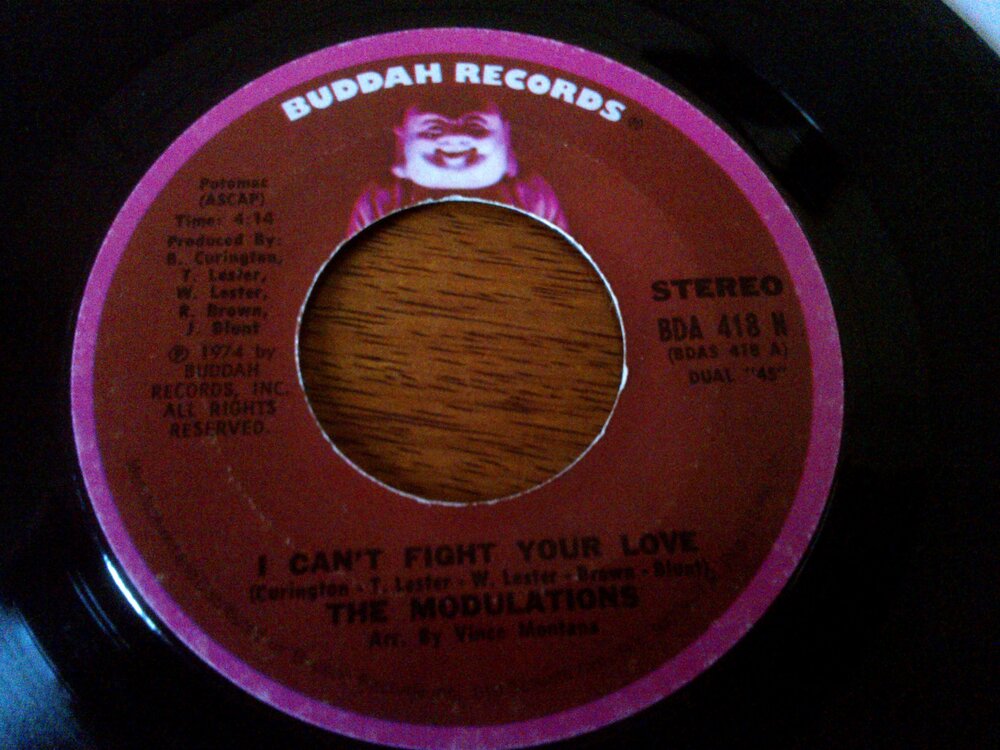 BUDDAH RECORDS
Potomac
(ASCAP)
Time: 4:14
Produced By:
B. Curington,
T. Lester,
W. Lester,
R. Brown,
J. Blunt
℗ 1974 by
BUDDAH
RECORDS, INC.
ALL RIGHTS
RESERVED.
STEREO
BDA 418 N
(BDAS 418 A)
DUAL "45"
I CAN'T FIGHT YOUR LOVE
(Curington - T. Lester - W. Lester - Brown - Blunt)
THE MODULATIONS
Arr. By Vince Montana